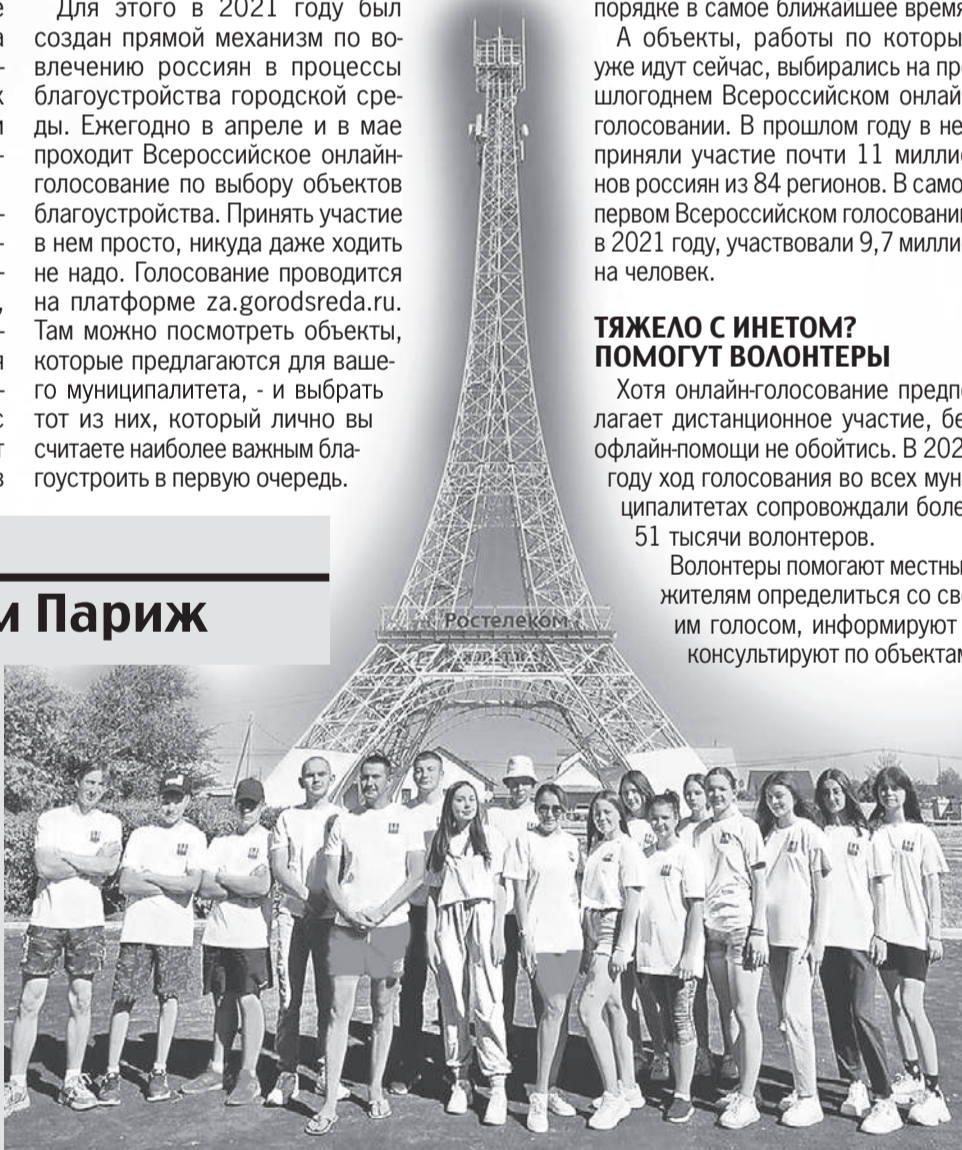 Для этого в 2021 году был
создан прямой механизм по во-
влечению россиян в процессы
благоустройства городской сре-
ды. Ежегодно в апреле и в мае
проходит Всероссийское онлайн-
голосование по выбору объектов
благоустройства. Принять участие
в нем просто, никуда даже ходить
не надо. Голосование проводится
на платформе za.gorodsreda.ru.
Там можно посмотреть объекты,
которые предлагаются для ваше-
го муниципалитета, - и выбрать
тот из них, который лично вы
считаете наиболее важным бла-
гоустроить в первую очередь.
Париж
Ростелеком
порядке в самое ближайшее время
А объекты, работы по которы
уже идут сейчас, выбирались на пр
шлогоднем Всероссийском онлай
голосовании. В прошлом году в не
приняли участие почти 11 милли
нов россиян из 84 регионов. В само
первом Всероссийском голосовани
в 2021 году, участвовали 9,7 милли
на человек.
ТЯЖЕЛО С ИНЕТОМ?
ПОМОГУТ ВОЛОНТЕРЫ
Хотя онлайн-голосование предп
лагает дистанционное участие, бе
офлайн-помощи не обойтись. В 202
году ход голосования во всех мун
ципалитетах сопровождали боле
51 тысячи волонтеров.
Волонтеры помогают местны
жителям определиться со св
им голосом, информируют
консультируют по объектам